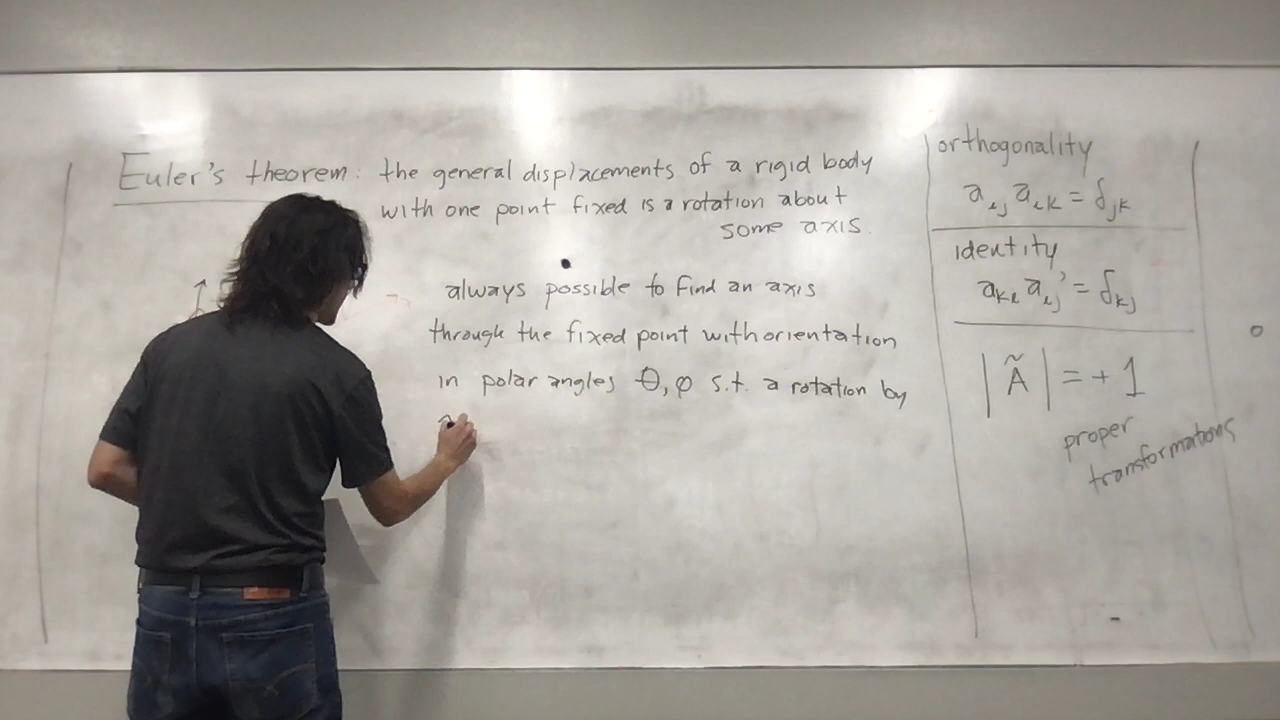 Euler's theorem: the general displacements of a rigid body
with one point fixed is a rotation about
some axis.
always possible to find an axis
through the fixed point with orientation
in polar angles θ, φ s.t. a rotation by
orthogonality
a_ij a_ik = δ_jk
identity
a_ki a_ij' = δ_kj
|Ã| = +1
proper
transformations